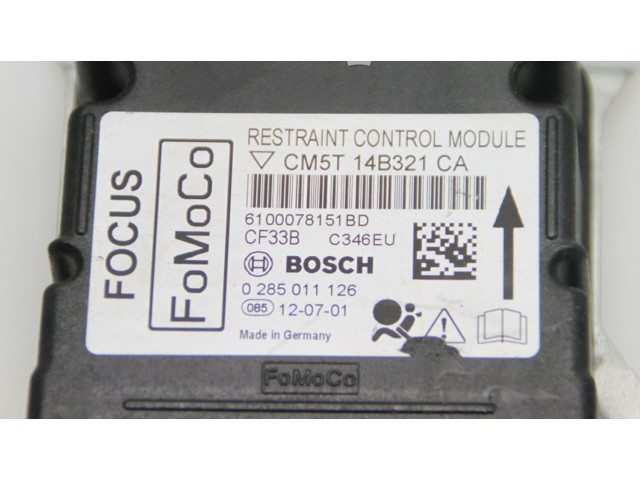 FOCUS
FoMoCo
RESTRAINT CONTROL MODULE
CM5T 14B321 CA
6100078151BD
CF33B C346EU
BOSCH
0 285 011 126
085 12-07-01
Made in Germany
FoMoCo